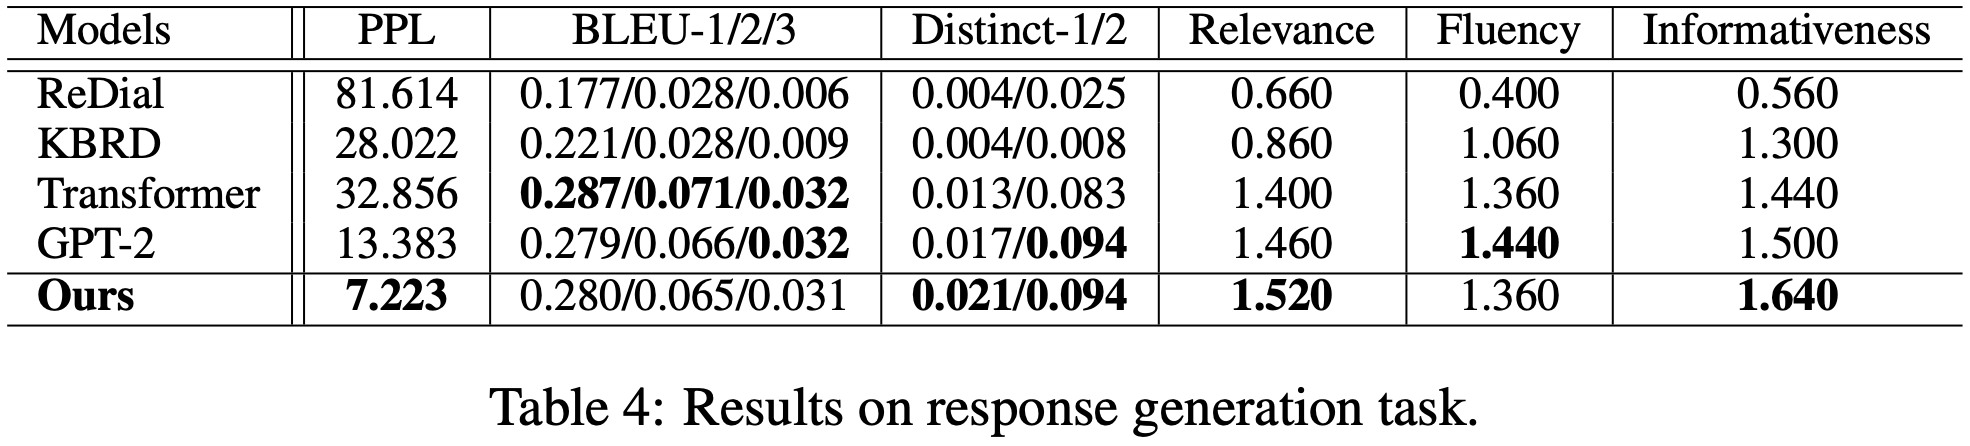 Models PPL BLEU-1/2/3 Distinct-1/2 Relevance Fluency Informativeness
ReDial 81.614 0.177/0.028/0.006 0.004/0.025 0.660 0.400 0.560
KBRD 28.022 0.221/0.028/0.009 0.004/0.008 0.860 1.060 1.300
Transformer 32.856 0.287/0.071/0.032 0.013/0.083 1.400 1.360 1.440
GPT-2 13.383 0.279/0.066/0.032 0.017/0.094 1.460 1.440 1.500
Ours 7.223 0.280/0.065/0.031 0.021/0.094 1.520 1.360 1.640
Table 4: Results on response generation task.